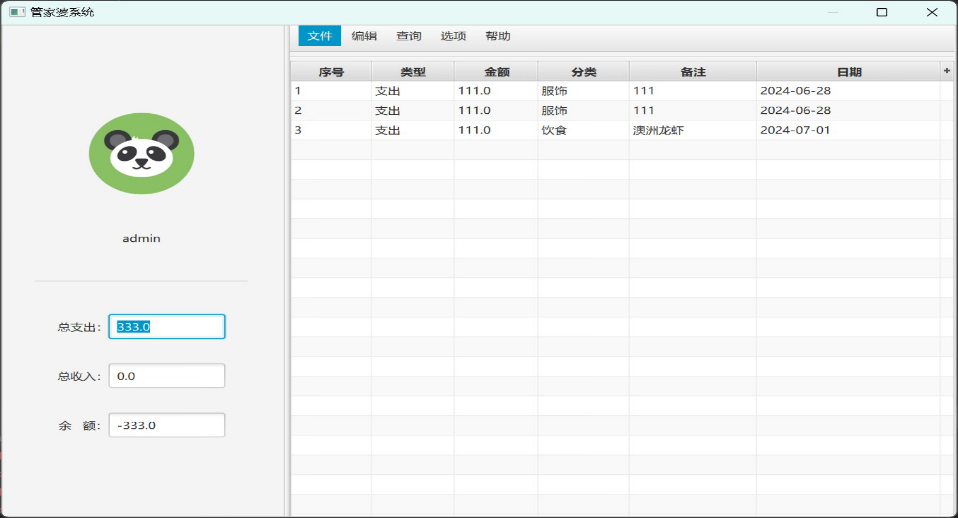 管家婆系统
文件 编辑 查询 选项 帮助
序号 类型 金额 分类 备注 日期 +
1 支出 111.0 服饰 111 2024-06-28
2 支出 111.0 服饰 111 2024-06-28
3 支出 111.0 饮食 澳洲龙虾 2024-07-01
admin
总支出: 333.0
总收入: 0.0
余 额: -333.0